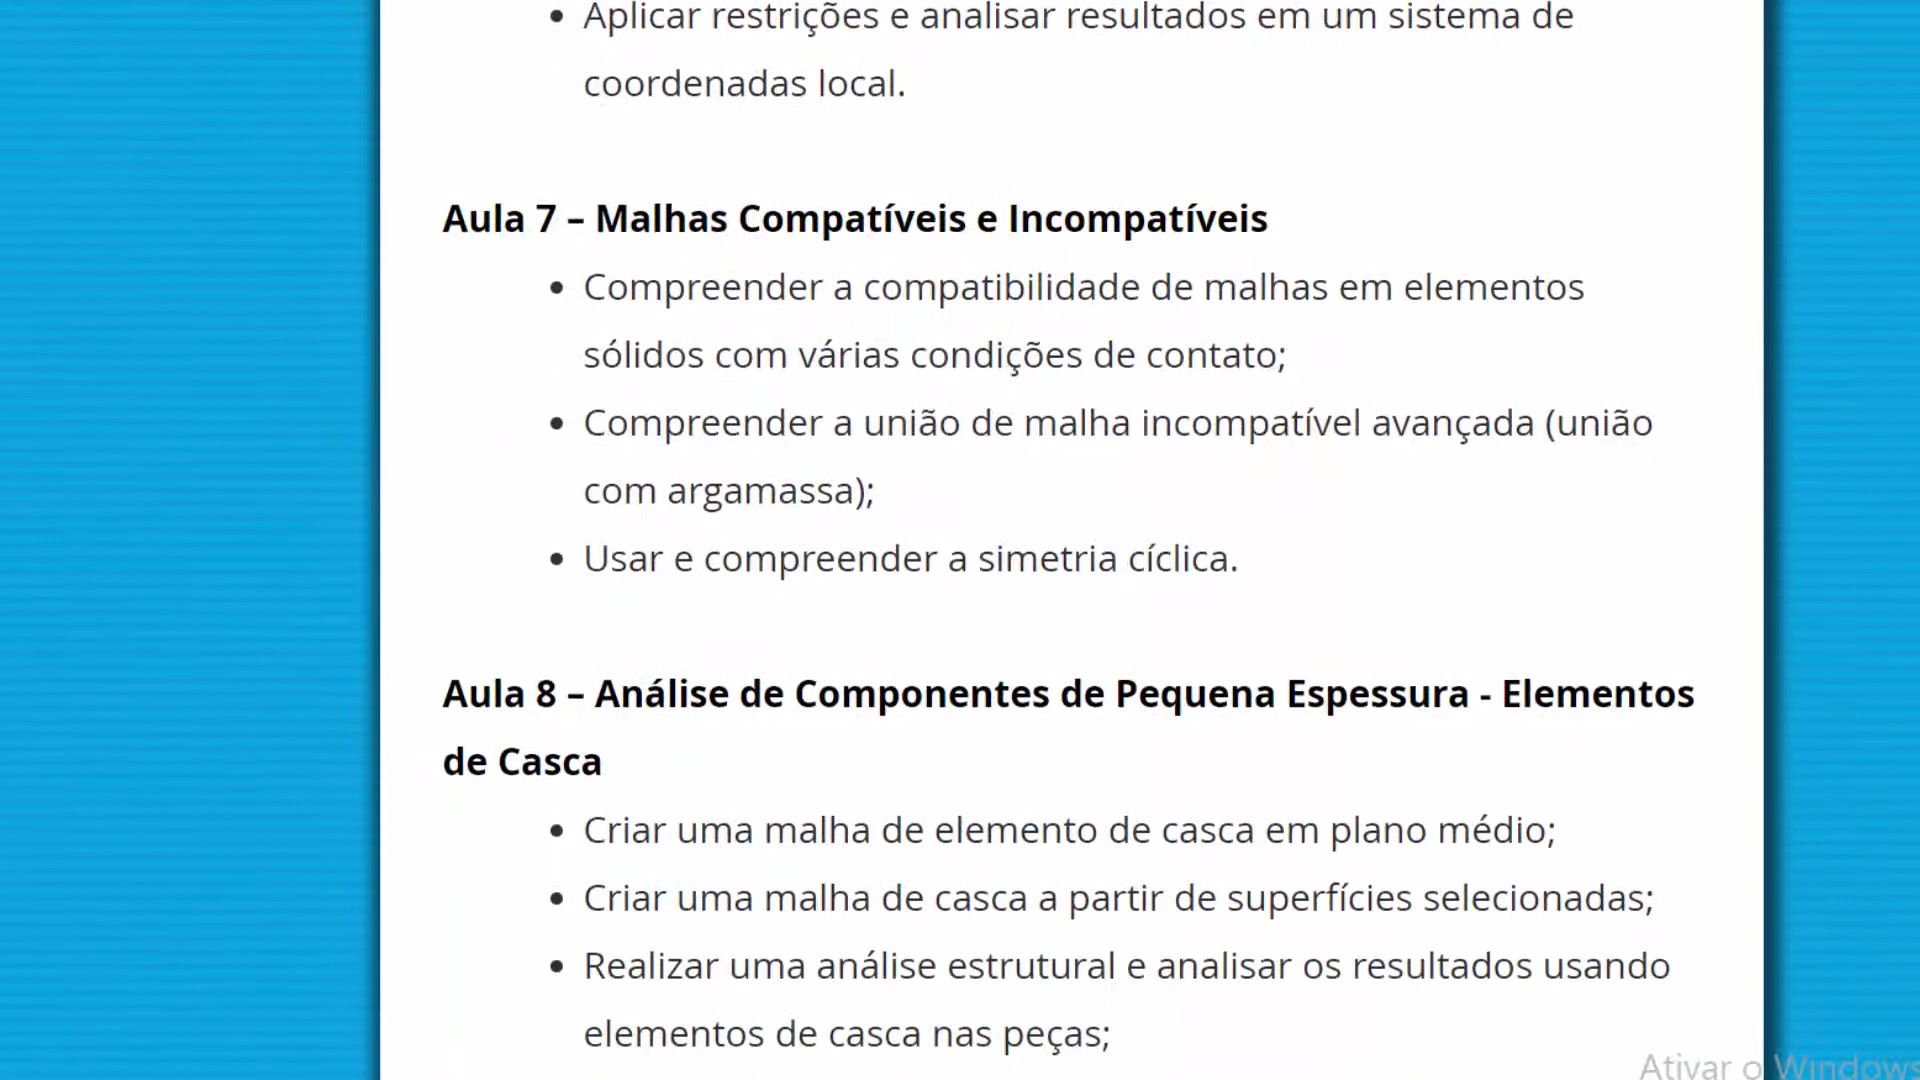 • Aplicar restrições e analisar resultados em um sistema de
coordenadas local.
Aula 7 – Malhas Compatíveis e Incompatíveis
• Compreender a compatibilidade de malhas em elementos
sólidos com várias condições de contato;
• Compreender a união de malha incompatível avançada (união
com argamassa);
• Usar e compreender a simetria cíclica.
Aula 8 – Análise de Componentes de Pequena Espessura - Elementos
de Casca
• Criar uma malha de elemento de casca em plano médio;
• Criar uma malha de casca a partir de superfícies selecionadas;
• Realizar uma análise estrutural e analisar os resultados usando
elementos de casca nas peças;
Ativar o Windows